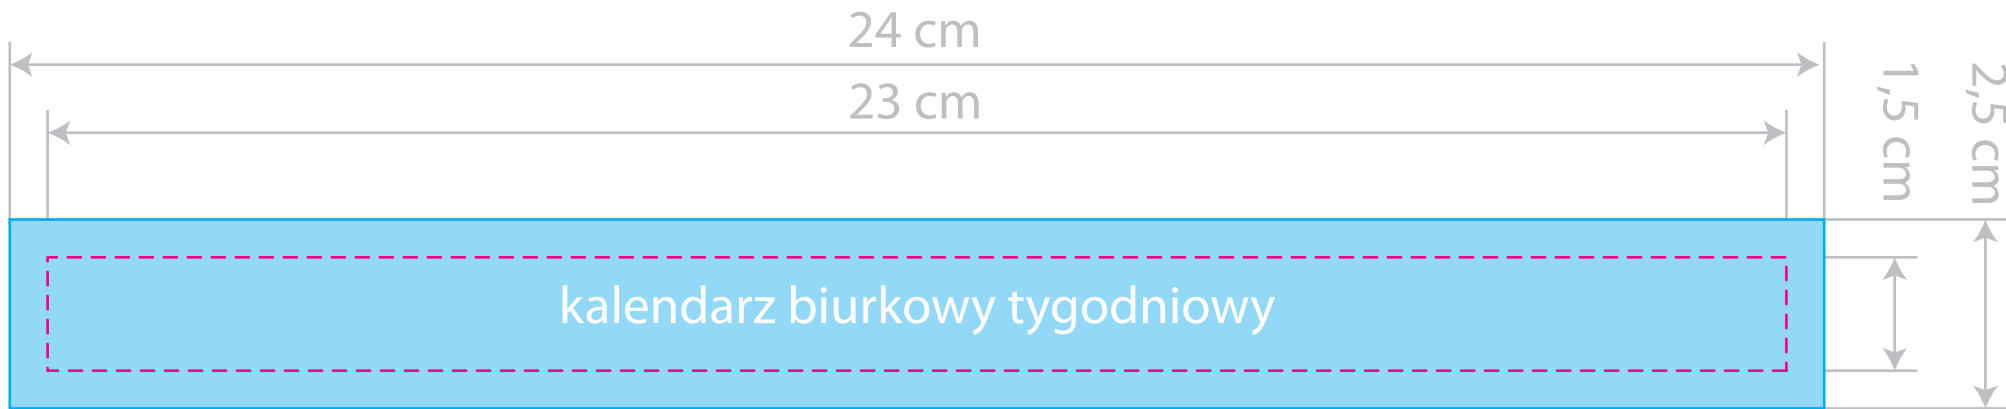 24 cm
23 cm
1,5 cm
2,5 cm
kalendarz biurkowy tygodniowy